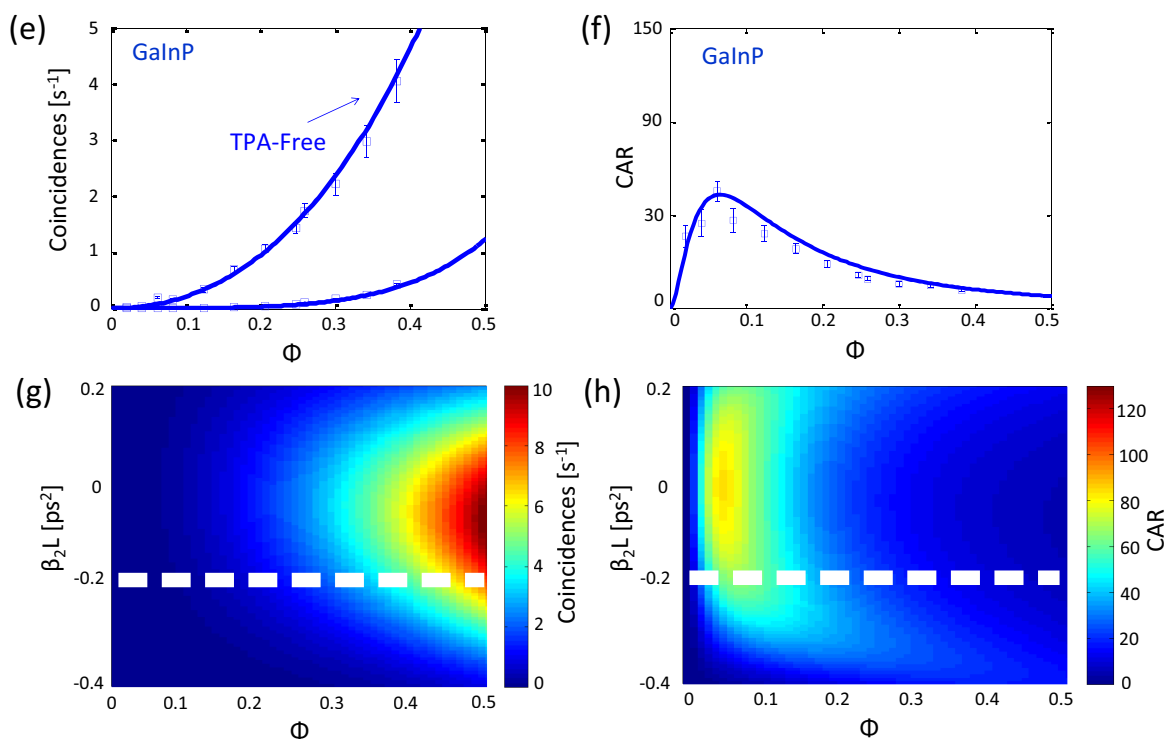 (e)
GaInP
TPA-Free
Coincidences [s⁻¹]
5
4
3
2
1
0
0 0.1 0.2 0.3 0.4 0.5
Φ
(f)
GaInP
CAR
150
90
30
0
0 0.1 0.2 0.3 0.4 0.5
Φ
(g)
β₂L [ps²]
0.2
0
-0.2
-0.4
0 0.1 0.2 0.3 0.4 0.5
Φ
10
8
6
4
2
0
Coincidences [s⁻¹]
(h)
β₂L [ps²]
0.2
0
-0.2
-0.4
0 0.1 0.2 0.3 0.4 0.5
Φ
120
100
80
60
40
20
0
CAR